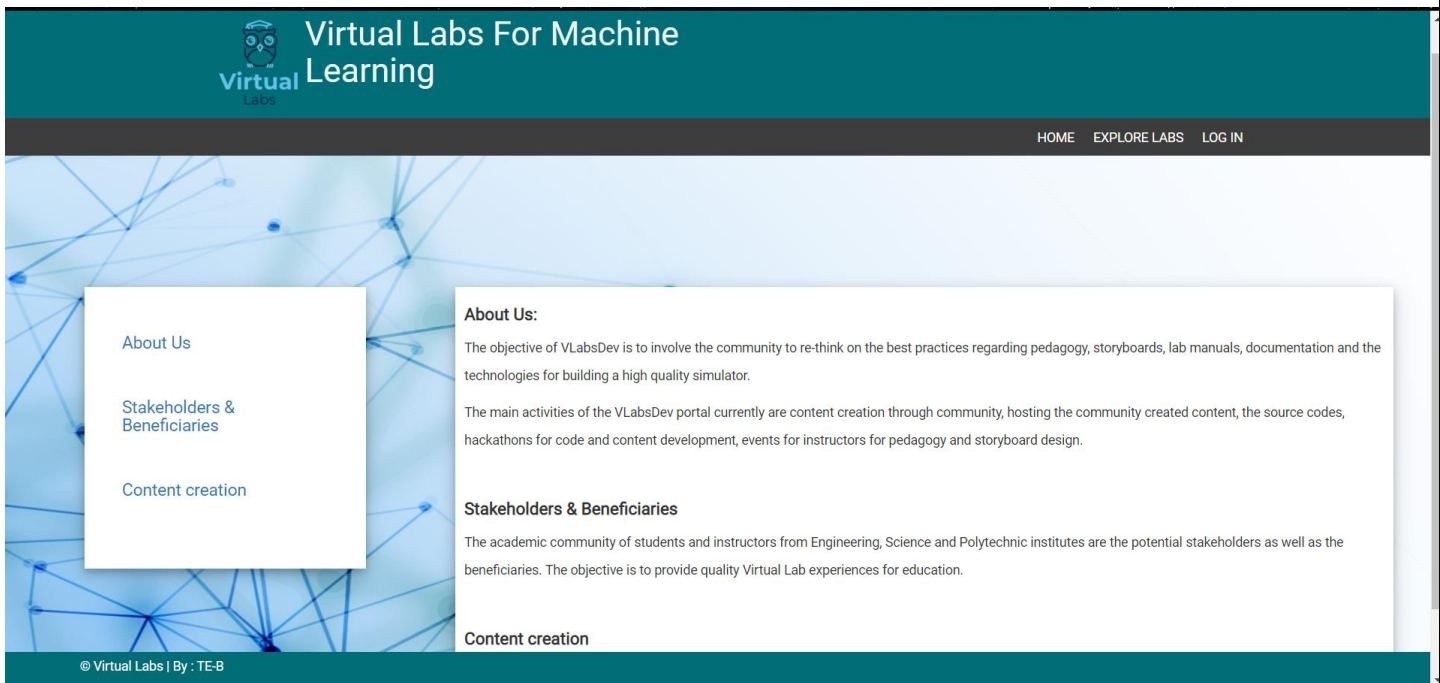 Virtual Labs For Machine
Learning
Virtual
Labs
HOME EXPLORE LABS LOG IN
About Us
Stakeholders &
Beneficiaries
Content creation
About Us:
The objective of VLabsDev is to involve the community to re-think on the best practices regarding pedagogy, storyboards, lab manuals, documentation and the
technologies for building a high quality simulator.
The main activities of the VLabsDev portal currently are content creation through community, hosting the community created content, the source codes,
hackathons for code and content development, events for instructors for pedagogy and storyboard design.
Stakeholders & Beneficiaries
The academic community of students and instructors from Engineering, Science and Polytechnic institutes are the potential stakeholders as well as the
beneficiaries. The objective is to provide quality Virtual Lab experiences for education.
Content creation
© Virtual Labs | By : TE-B